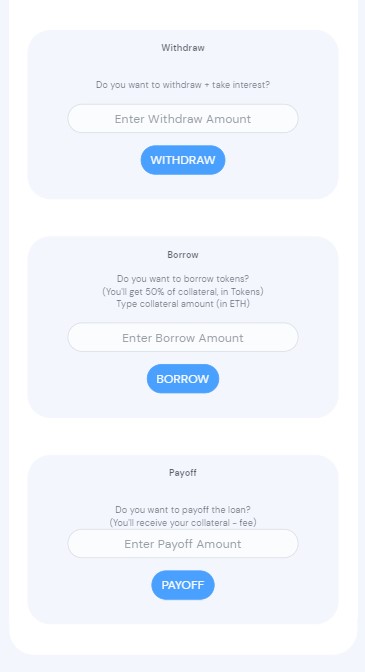 Withdraw
Do you want to withdraw + take interest?
Enter Withdraw Amount
WITHDRAW
Borrow
Do you want to borrow tokens?
(You'll get 50% of collateral, in Tokens)
Type collateral amount (in ETH)
Enter Borrow Amount
BORROW
Payoff
Do you want to payoff the loan?
(You'll receive your collateral - fee)
Enter Payoff Amount
PAYOFF